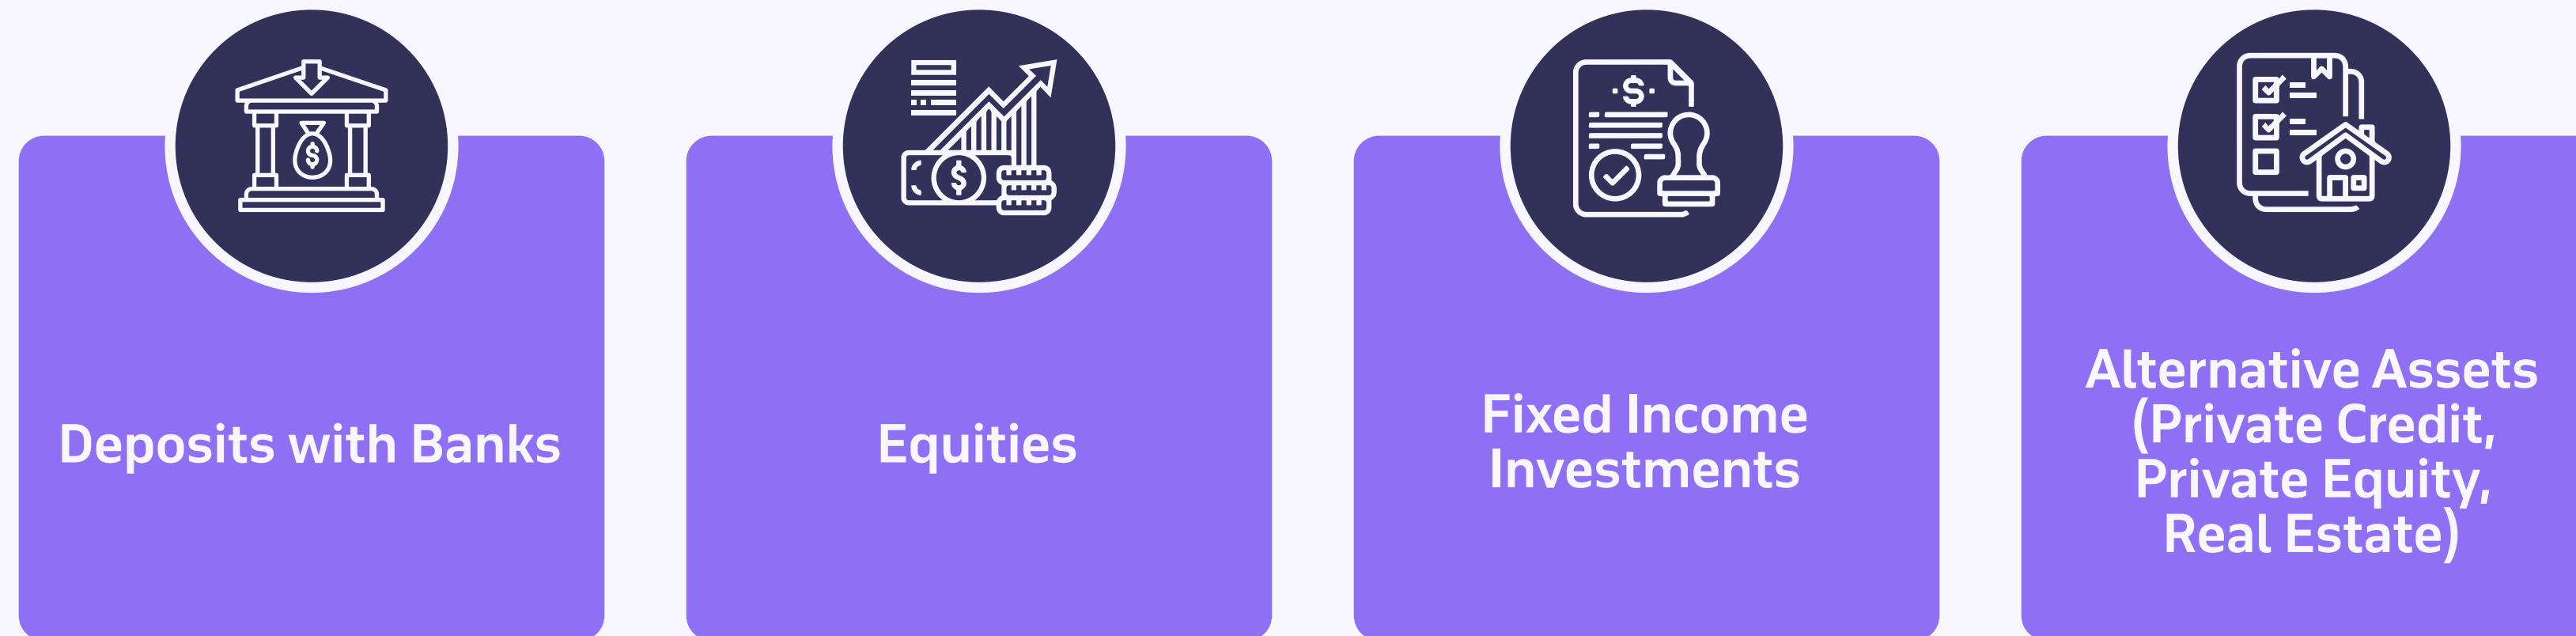 Deposits with Banks
Equities
Fixed Income
Investments
Alternative Assets
(Private Credit,
Private Equity,
Real Estate)